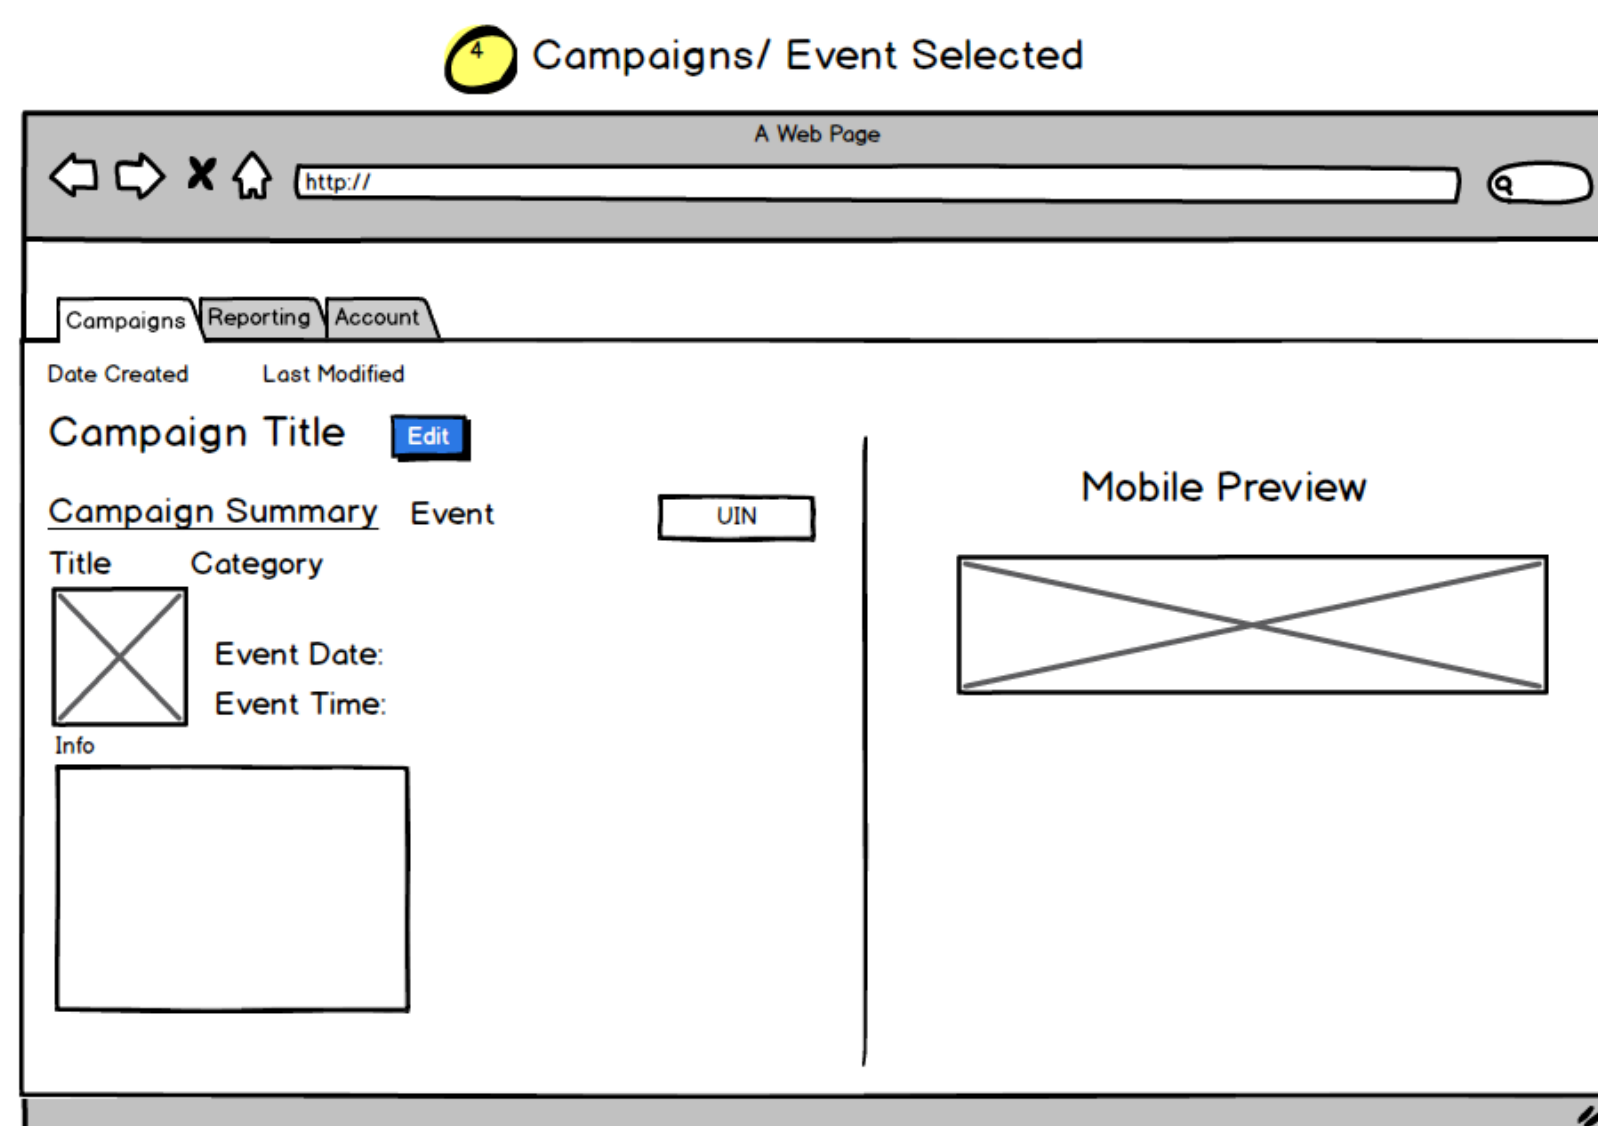 4
Campaigns/ Event Selected
A Web Page
http://
Campaigns Reporting Account
Date Created Last Modified
Campaign Title Edit
Campaign Summary Event UIN
Title Category
Event Date:
Event Time:
Info
Mobile Preview